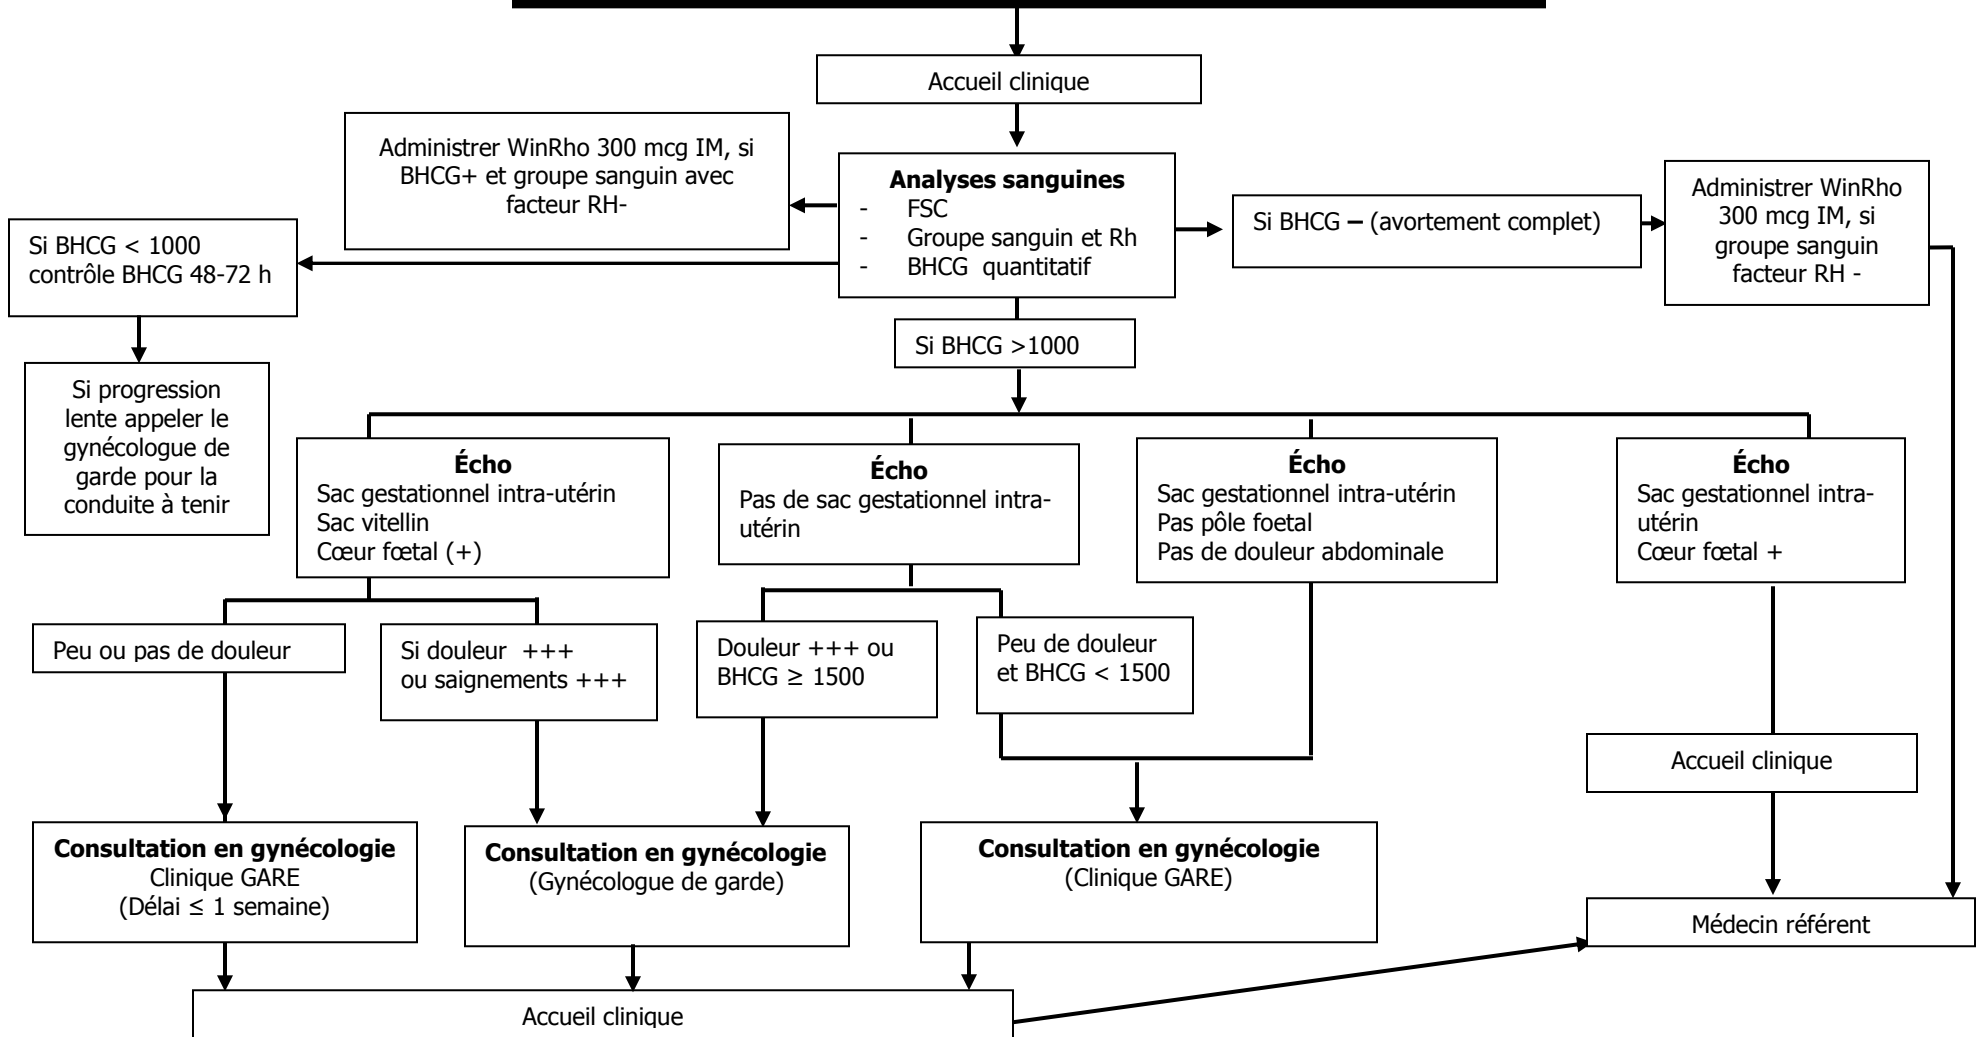 Accueil clinique
Administrer WinRho 300 mcg IM, si
BHCG+ et groupe sanguin avec
facteur RH-
Analyses sanguines
- FSC
- Groupe sanguin et Rh
- BHCG quantitatif
Si BHCG – (avortement complet)
Administrer WinRho
300 mcg IM, si
groupe sanguin
facteur RH -
Si BHCG < 1000
contrôle BHCG 48-72 h
Si BHCG >1000
Si progression
lente appeler le
gynécologue de
garde pour la
conduite à tenir
Écho
Sac gestationnel intra-utérin
Sac vitellin
Cœur fœtal (+)
Écho
Pas de sac gestationnel intra-
utérin
Écho
Sac gestationnel intra-utérin
Pas pôle foetal
Pas de douleur abdominale
Écho
Sac gestationnel intra-
utérin
Cœur fœtal +
Peu ou pas de douleur
Si douleur +++
ou saignements +++
Douleur +++ ou
BHCG ≥ 1500
Peu de douleur
et BHCG < 1500
Accueil clinique
Consultation en gynécologie
Clinique GARE
(Délai ≤ 1 semaine)
Consultation en gynécologie
(Gynécologue de garde)
Consultation en gynécologie
(Clinique GARE)
Médecin référent
Accueil clinique